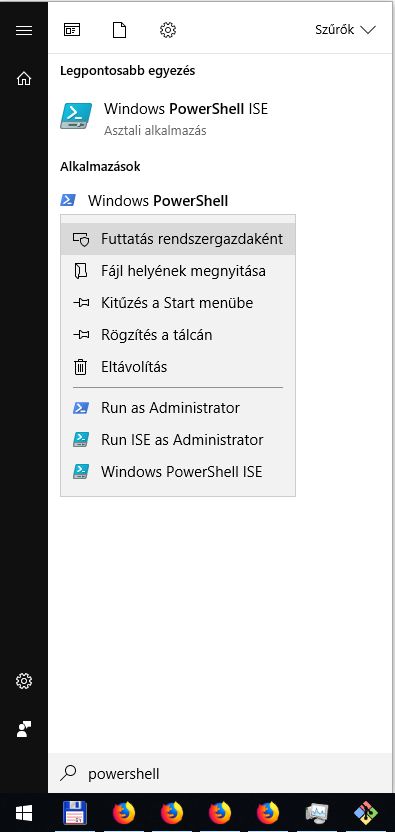 Szűrők
Legpontosabb egyezés
Windows PowerShell ISE
Asztali alkalmazás
Alkalmazások
Windows PowerShell
Futtatás rendszergazdaként
Fájl helyének megnyitása
Kitűzés a Start menübe
Rögzítés a tálcán
Eltávolítás
Run as Administrator
Run ISE as Administrator
Windows PowerShell ISE
powershell